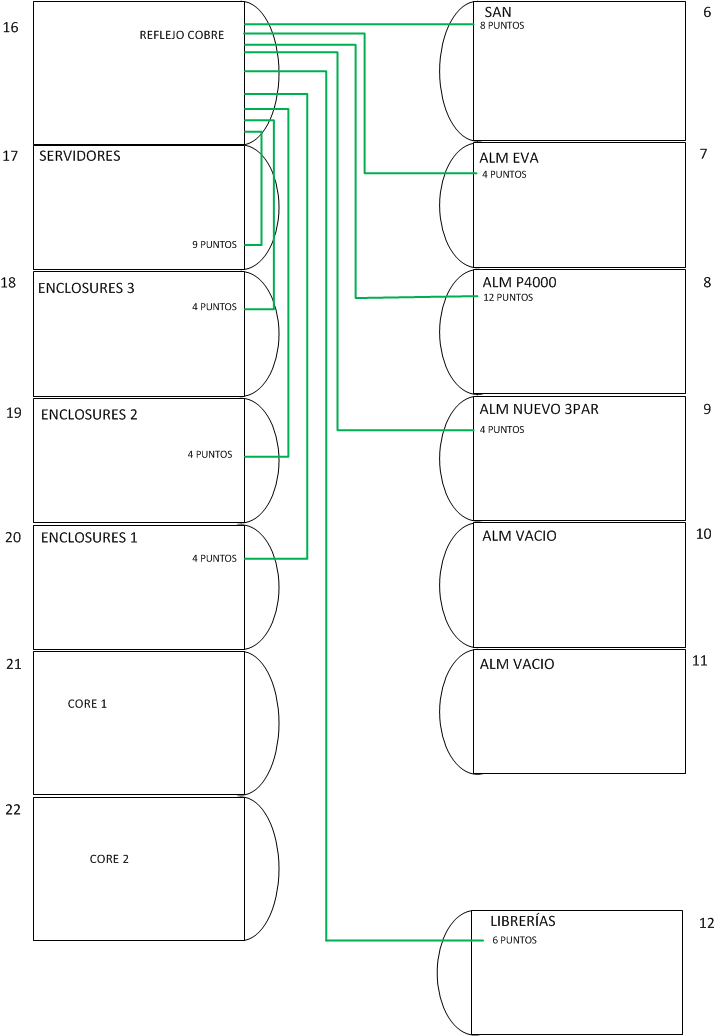 16
REFLEJO COBRE
17
SERVIDORES
9 PUNTOS
18
ENCLOSURES 3
4 PUNTOS
19
ENCLOSURES 2
4 PUNTOS
20
ENCLOSURES 1
4 PUNTOS
21
CORE 1
22
CORE 2
SAN
8 PUNTOS
6
ALM EVA
4 PUNTOS
7
ALM P4000
12 PUNTOS
8
ALM NUEVO 3PAR
4 PUNTOS
9
ALM VACIO
10
ALM VACIO
11
LIBRERÍAS
6 PUNTOS
12